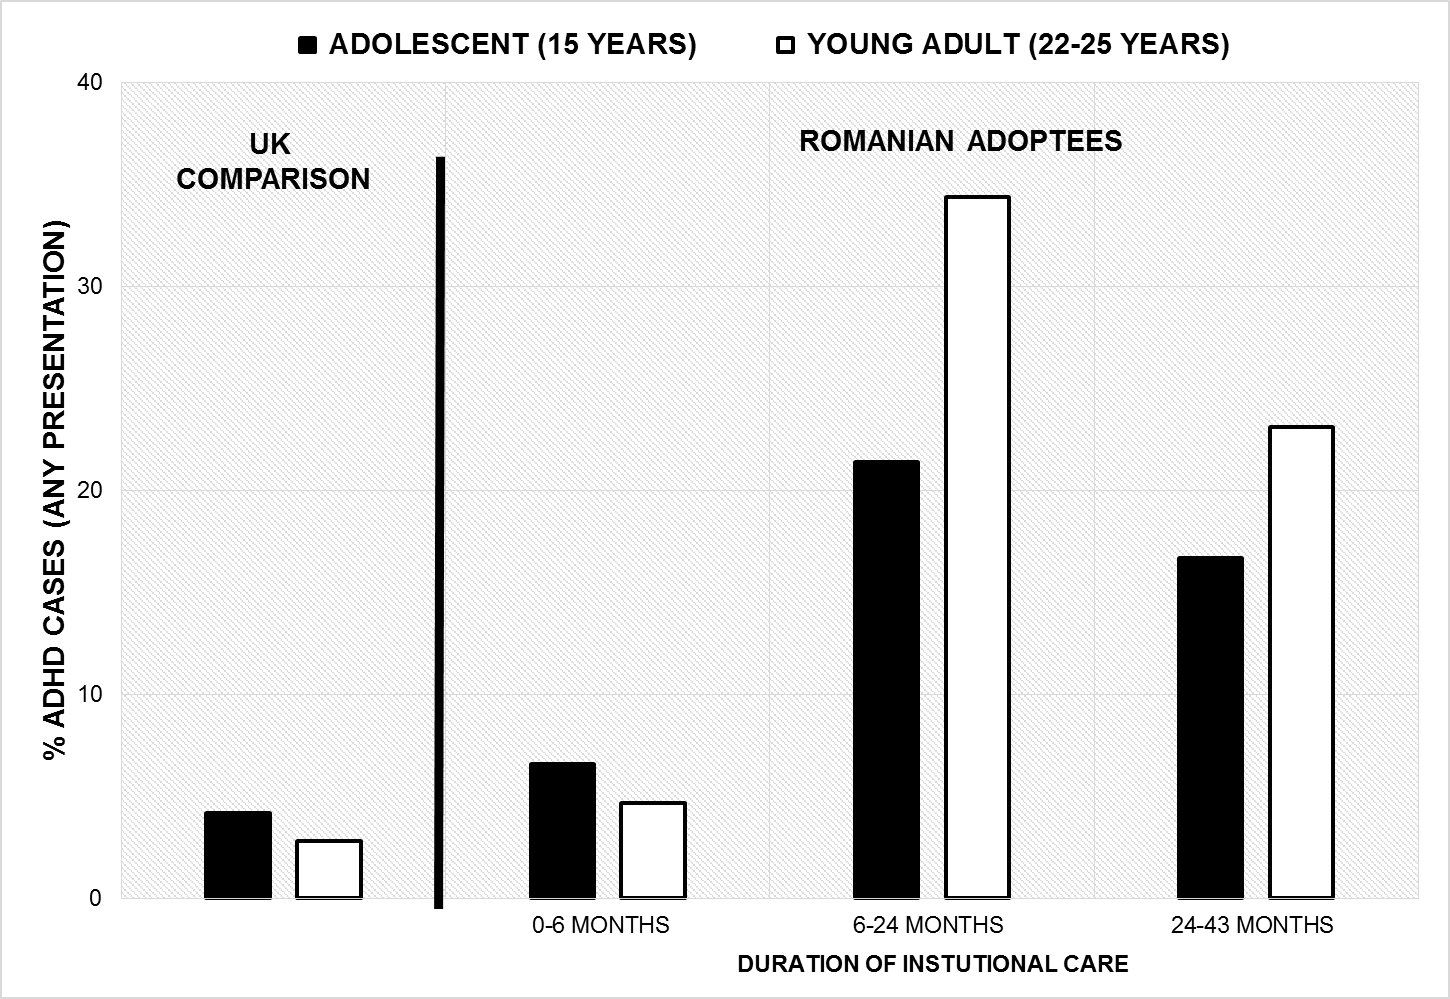 ADOLESCENT (15 YEARS)
YOUNG ADULT (22-25 YEARS)
40
30
20
10
0
% ADHD CASES (ANY PRESENTATION)
UK
COMPARISON
ROMANIAN ADOPTEES
0-6 MONTHS
6-24 MONTHS
24-43 MONTHS
DURATION OF INSTUTIONAL CARE